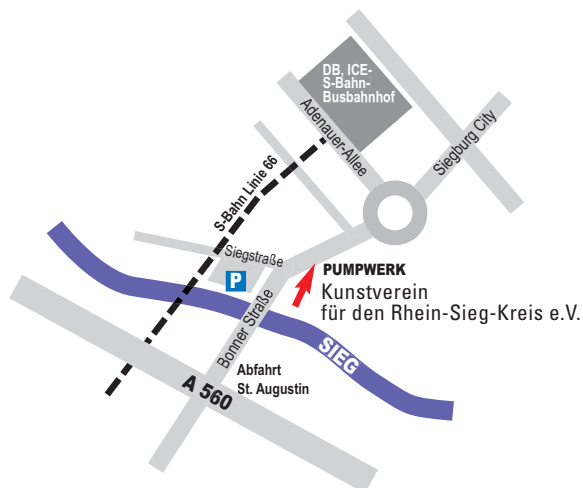 DB, ICE-
S-Bahn-
Busbahnhof
Adenauer-Allee
Siegburg City
S-Bahn Linie 66
Siegstraße
P
PUMPWERK
Kunstverein
für den Rhein-Sieg-Kreis e.V.
Bonner Straße
SIEG
Abfahrt
St. Augustin
A 560